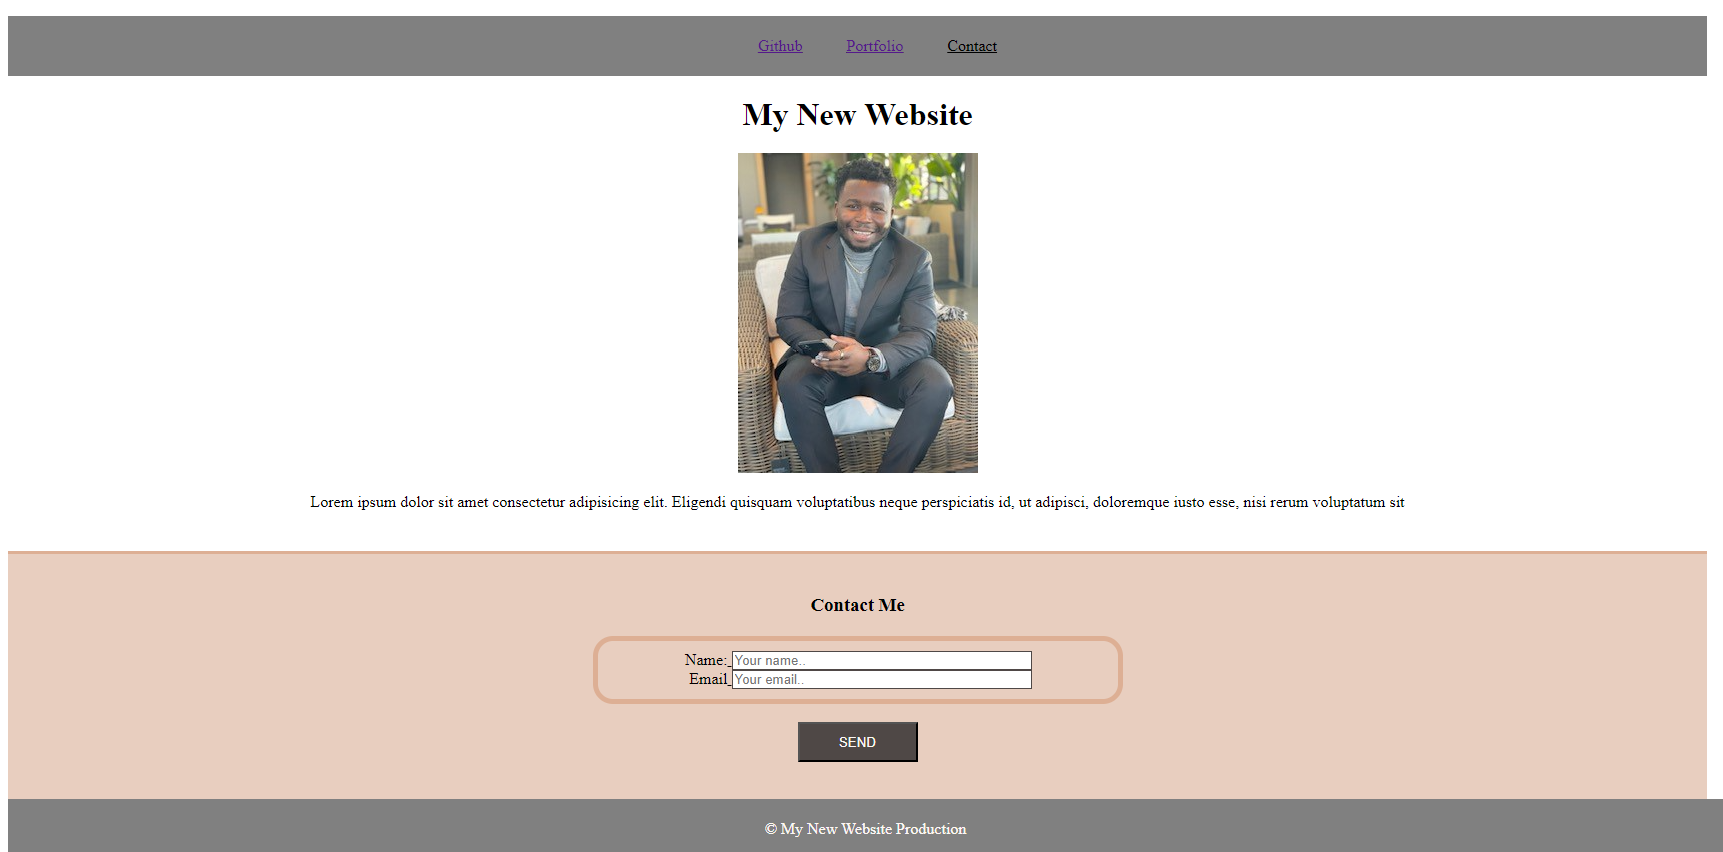 Github Portfolio Contact
My New Website
Lorem ipsum dolor sit amet consectetur adipisicing elit. Eligendi quisquam voluptatibus neque perspiciatis id, ut adipisci, doloremque iusto esse, nisi rerum voluptatum sit
Contact Me
Name: Your name..
Email Your email..
SEND
© My New Website Production